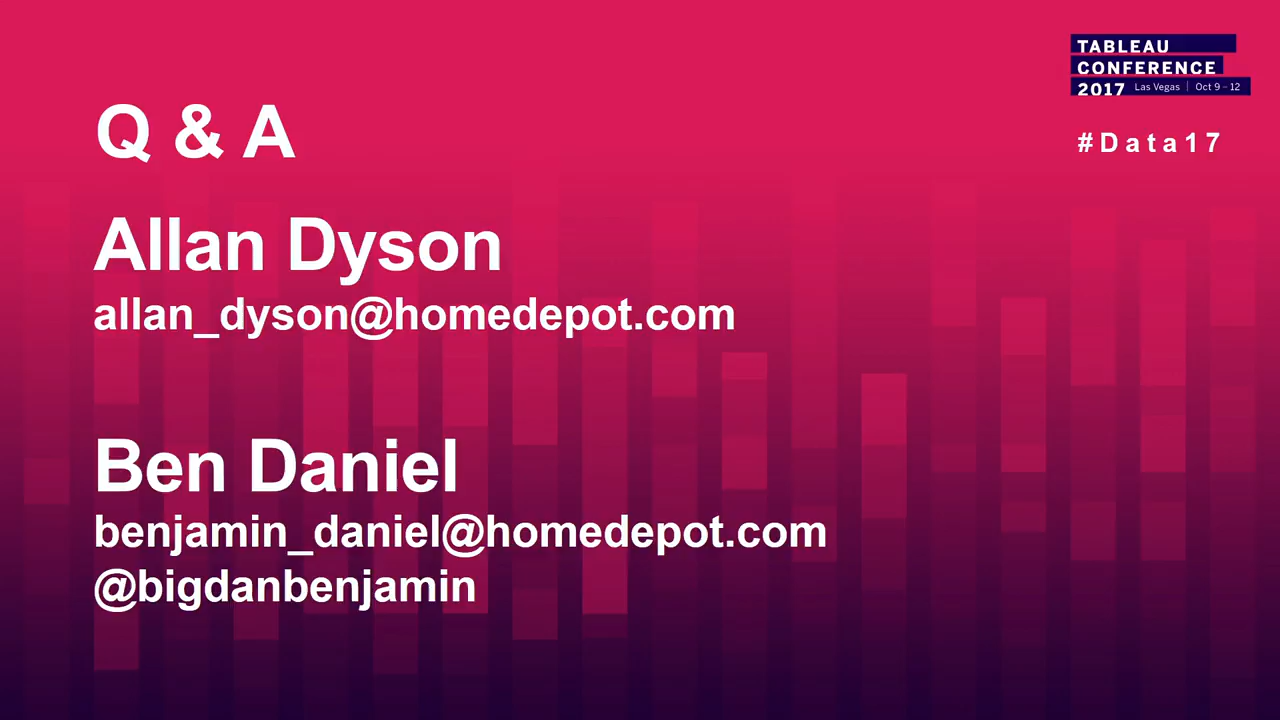 TABLEAU
CONFERENCE
2017 Las Vegas | Oct 9 - 12
#Data17
Q & A
Allan Dyson
allan_dyson@homedepot.com
Ben Daniel
benjamin_daniel@homedepot.com
@bigdanbenjamin